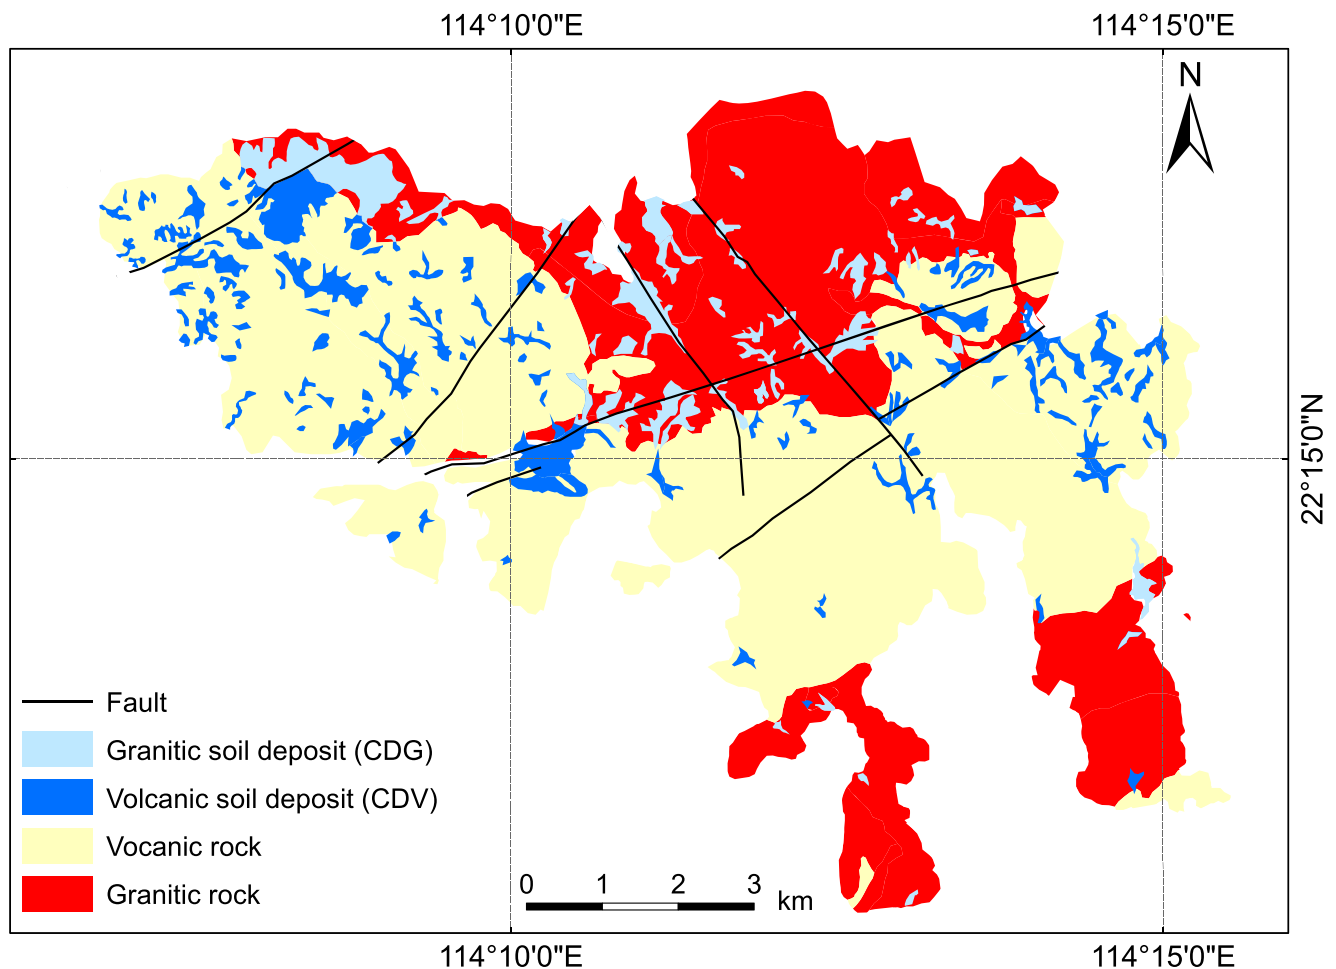 114°10'0"E
114°15'0"E
N
22°15'0"N
Fault
Granitic soil deposit (CDG)
Volcanic soil deposit (CDV)
Vocanic rock
Granitic rock
0 1 2 3 km
114°10'0"E
114°15'0"E